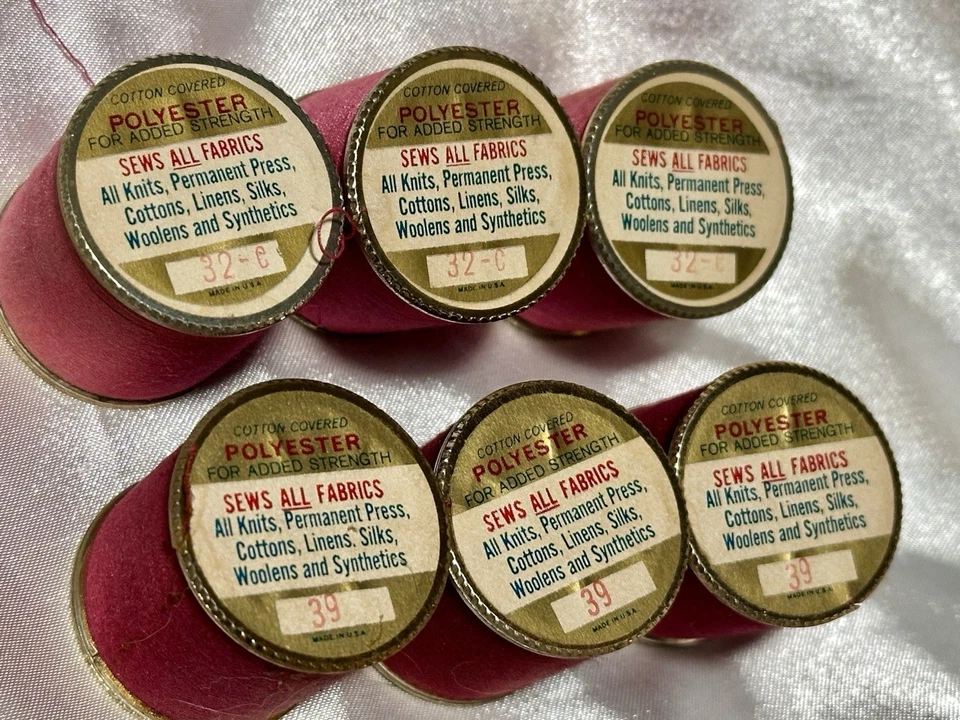 COTTON COVERED
POLYESTER
FOR ADDED STRENGTH
SEWS ALL FABRICS
All Knits, Permanent Press,
Cottons, Linens, Silks,
Woolens and Synthetics
32-C
MADE IN U.S.A.
COTTON COVERED
POLYESTER
FOR ADDED STRENGTH
SEWS ALL FABRICS
All Knits, Permanent Press,
Cottons, Linens, Silks,
Woolens and Synthetics
32-C
MADE IN U.S.A.
COTTON COVERED
POLYESTER
FOR ADDED STRENGTH
SEWS ALL FABRICS
All Knits, Permanent Press,
Cottons, Linens, Silks,
Woolens and Synthetics
32-C
MADE IN U.S.A.
COTTON COVERED
POLYESTER
FOR ADDED STRENGTH
SEWS ALL FABRICS
All Knits, Permanent Press,
Cottons, Linens, Silks,
Woolens and Synthetics
39
MADE IN U.S.A.
COTTON COVERED
POLYESTER
FOR ADDED STRENGTH
SEWS ALL FABRICS
All Knits, Permanent Press,
Cottons, Linens, Silks,
Woolens and Synthetics
39
MADE IN U.S.A.
COTTON COVERED
POLYESTER
FOR ADDED STRENGTH
SEWS ALL FABRICS
All Knits, Permanent Press,
Cottons, Linens, Silks,
Woolens and Synthetics
39
MADE IN U.S.A.